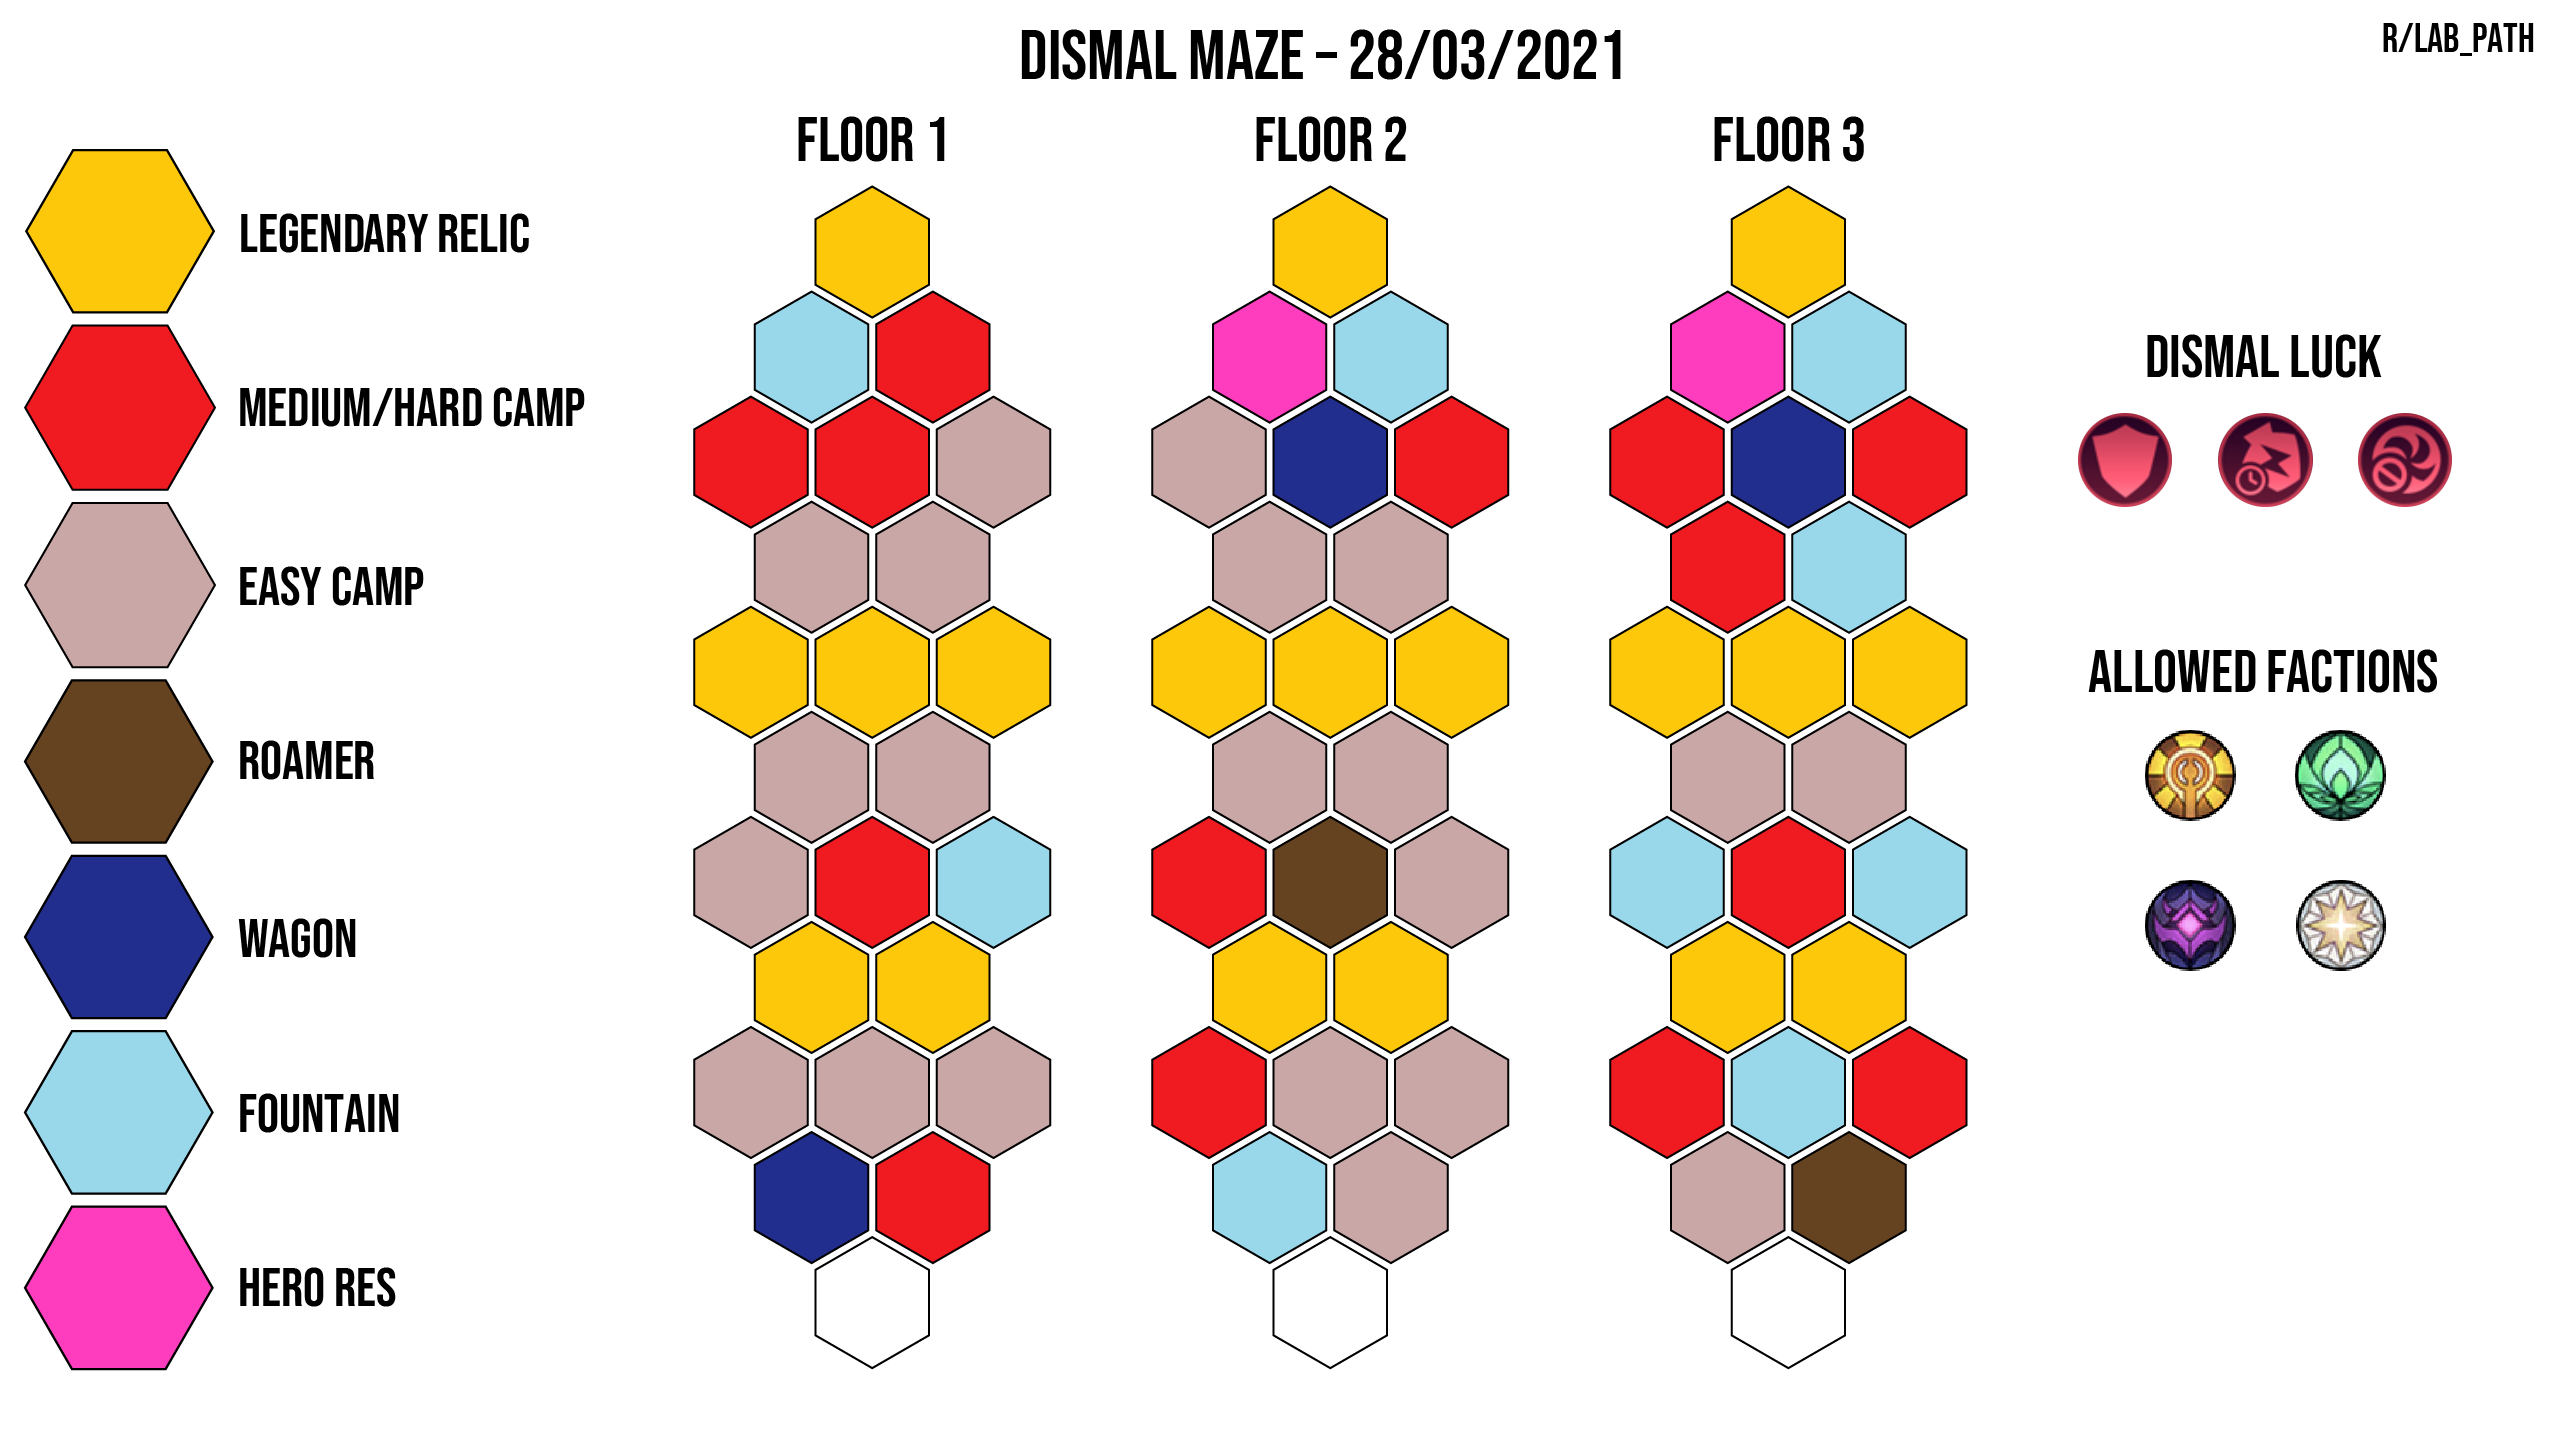 DISMAL MAZE – 28/03/2021
R/LAB_PATH
FLOOR 1
FLOOR 2
FLOOR 3
LEGENDARY RELIC
MEDIUM/HARD CAMP
EASY CAMP
ROAMER
WAGON
FOUNTAIN
HERO RES
DISMAL LUCK
ALLOWED FACTIONS